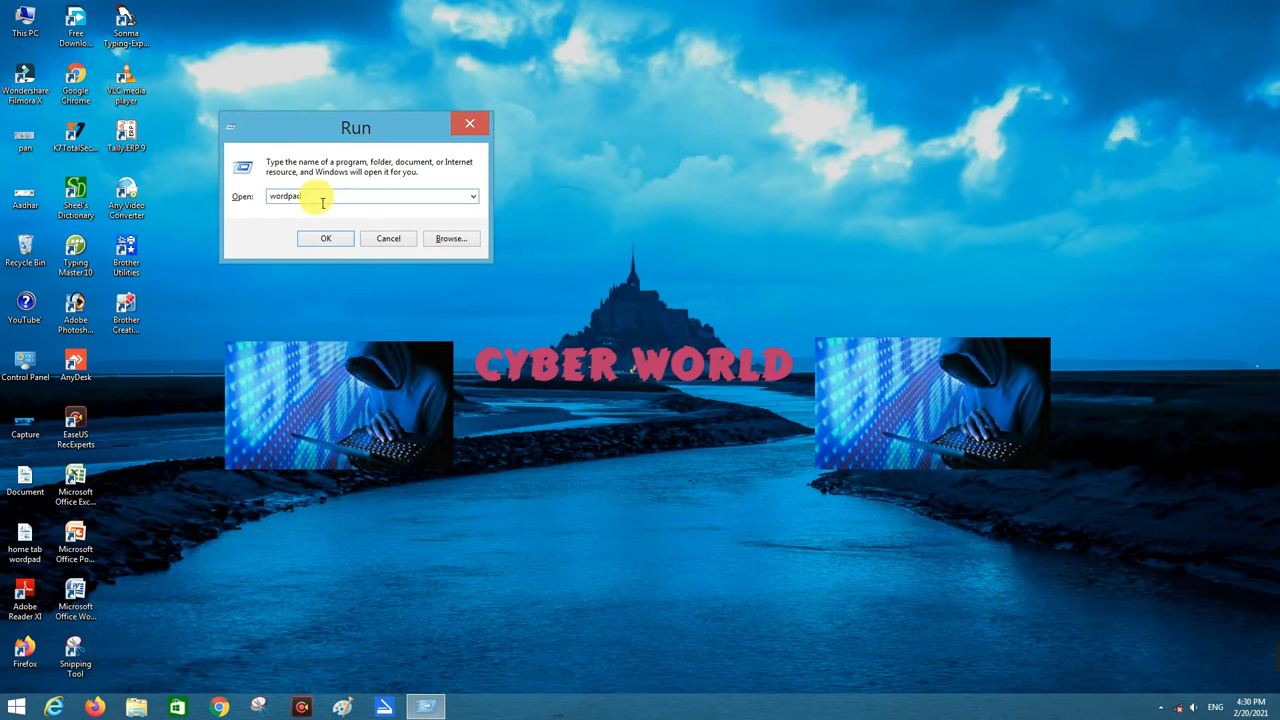 This PC
Free
Downlo...
Sonma
Typing-Exp...
Wondershare
Filmora X
Google
Chrome
VLC media
player
pan
K7TotalSec...
Tally.ERP 9
Aadhar
Sheel's
Dictionary
Any Video
Converter
Recycle Bin
Typing
Master 10
Brother
Utilities
YouTube'
Adobe
Photosh...
Brother
Creati...
Control Panel
AnyDesk
Capture
EaseUS
RecExperts
Document
Microsoft
Office Exc...
home tab
wordpad
Microsoft
Office Po...
Adobe
Reader XI
Microsoft
Office Wo...
Firefox
Snipping
Tool
Run
Type the name of a program, folder, document, or Internet
resource, and Windows will open it for you.
Open:
wordpad
OK
Cancel
Browse...
CYBER WORLD
ENG
4:30 PM
2/20/2021